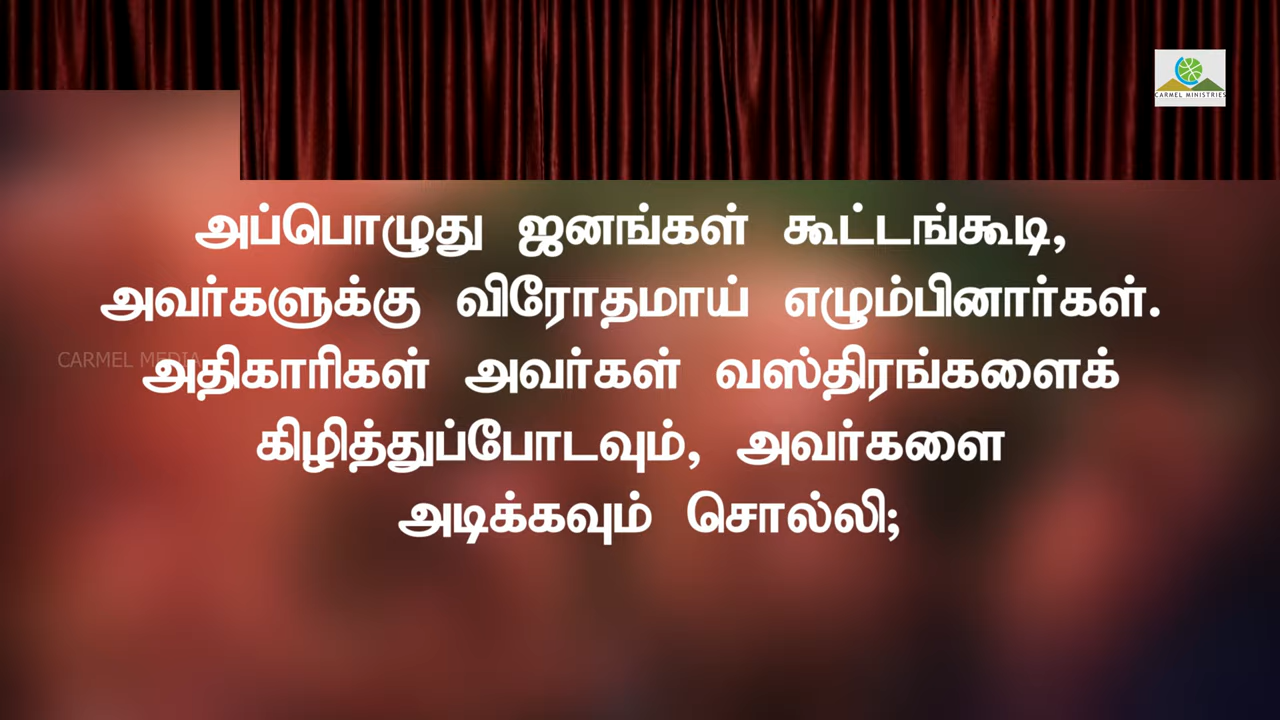 CARMEL MINISTRIES
அப்பொழுது ஜனங்கள் கூட்டங்கூடி,
அவர்களுக்கு விரோதமாய் எழும்பினார்கள்.
CARMEL MEDIA
அதிகாரிகள் அவர்கள் வஸ்திரங்களைக்
கிழித்துப்போடவும், அவர்களை
அடிக்கவும் சொல்லி;